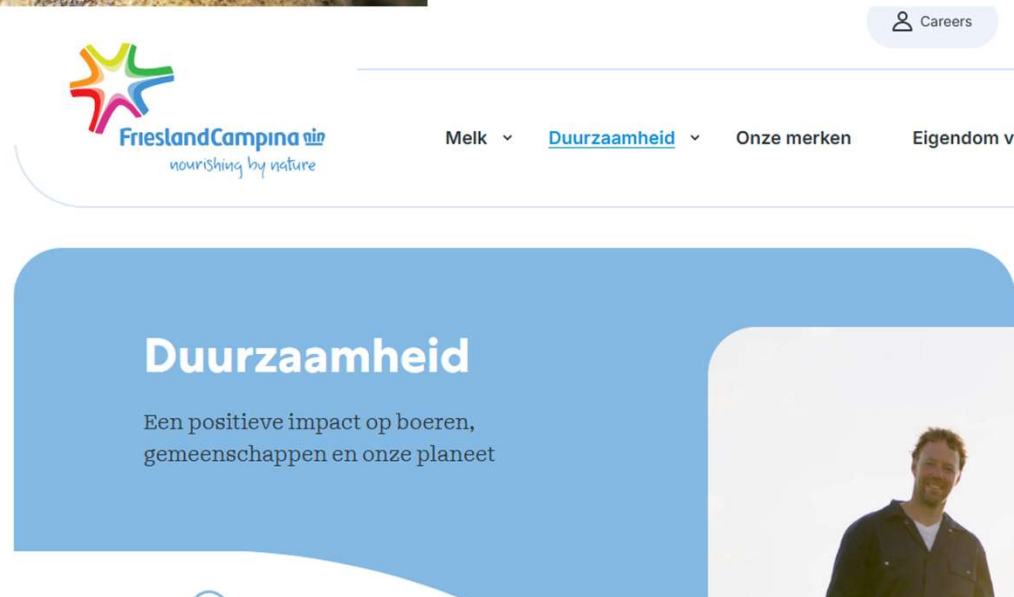 Careers
FrieslandCampina
nourishing by nature
Melk
Duurzaamheid
Onze merken
Eigendom v
Duurzaamheid
Een positieve impact op boeren,
gemeenschappen en onze planeet